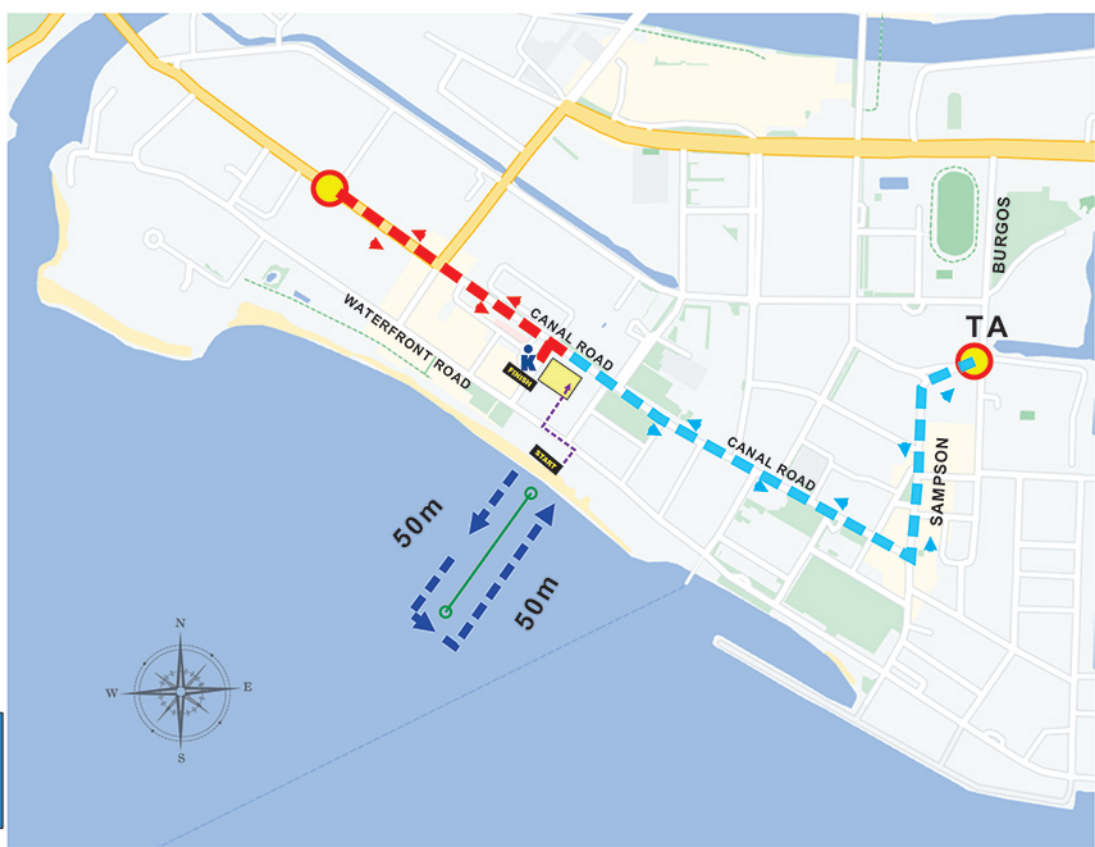 BURGOS
TA
WATERFRONT ROAD
CANAL ROAD
K
FINISH
START
CANAL ROAD
SAMPSON
50m
50m
N
W
E
S